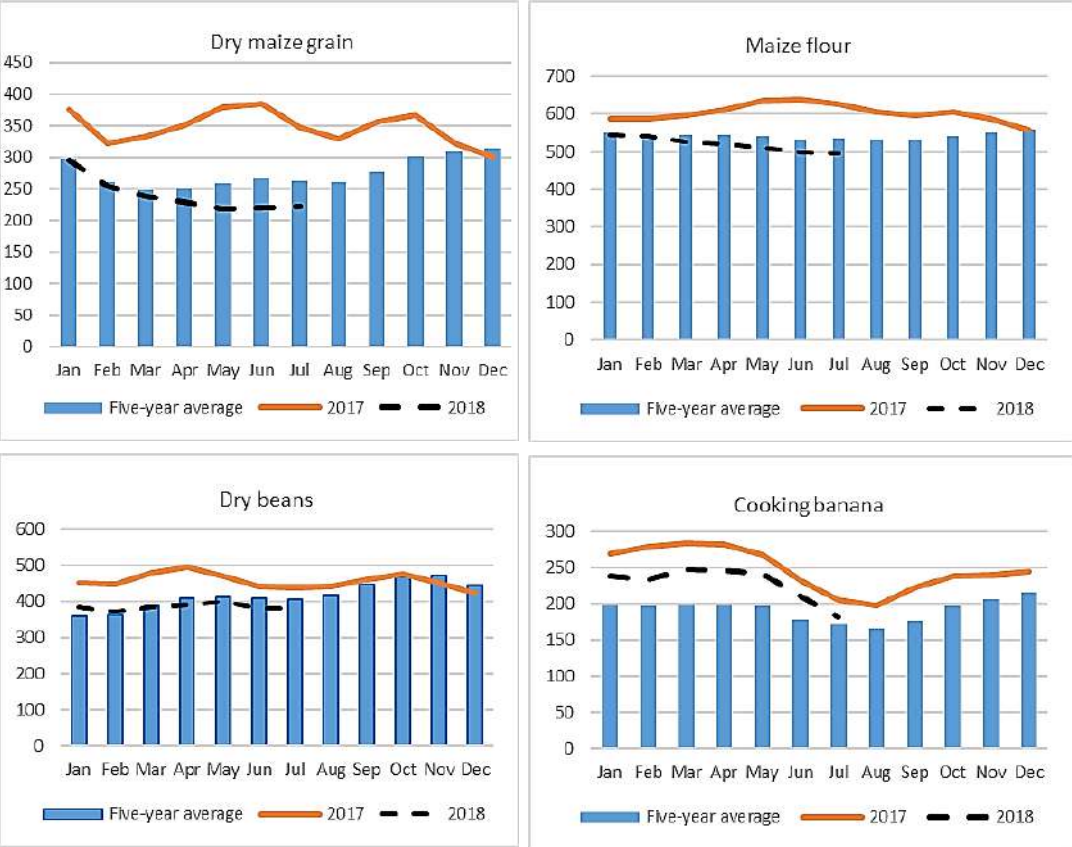 Dry maize grain
450
400
350
300
250
200
150
100
50
0
Jan Feb Mar Apr May Jun Jul Aug Sep Oct Nov Dec
Five-year average 2017 2018
Maize flour
700
600
500
400
300
200
100
0
Jan Feb Mar Apr May Jun Jul Aug Sep Oct Nov Dec
Five-year average 2017 2018
Dry beans
600
500
400
300
200
100
0
Jan Feb Mar Apr May Jun Jul Aug Sep Oct Nov Dec
Five-year average 2017 2018
Cooking banana
300
250
200
150
100
50
0
Jan Feb Mar Apr May Jun Jul Aug Sep Oct Nov Dec
Five-year average 2017 2018